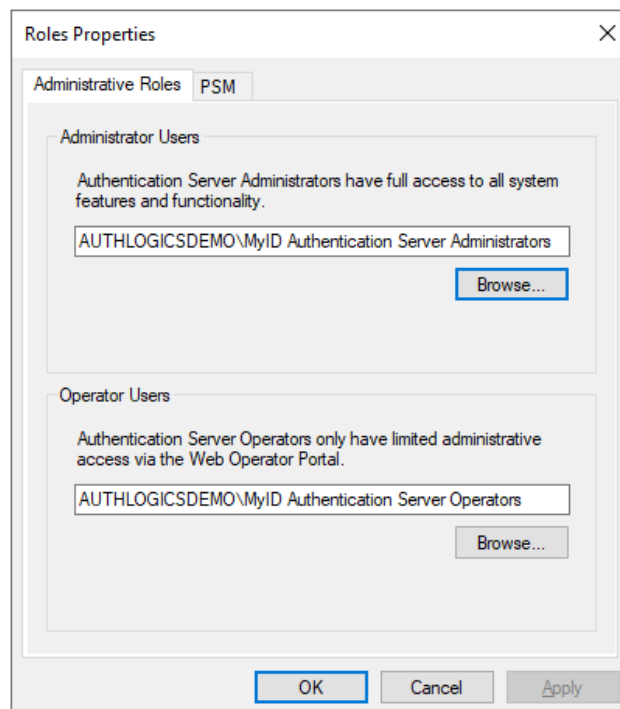 Roles Properties
Administrative Roles PSM
Administrator Users
Authentication Server Administrators have full access to all system
features and functionality.
AUTHLOGICSDEMO\MyID Authentication Server Administrators
Browse...
Operator Users
Authentication Server Operators only have limited administrative
access via the Web Operator Portal.
AUTHLOGICSDEMO\MyID Authentication Server Operators
Browse...
OK Cancel Apply